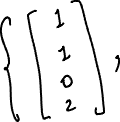 { [ 1
1
0
2 ] ,